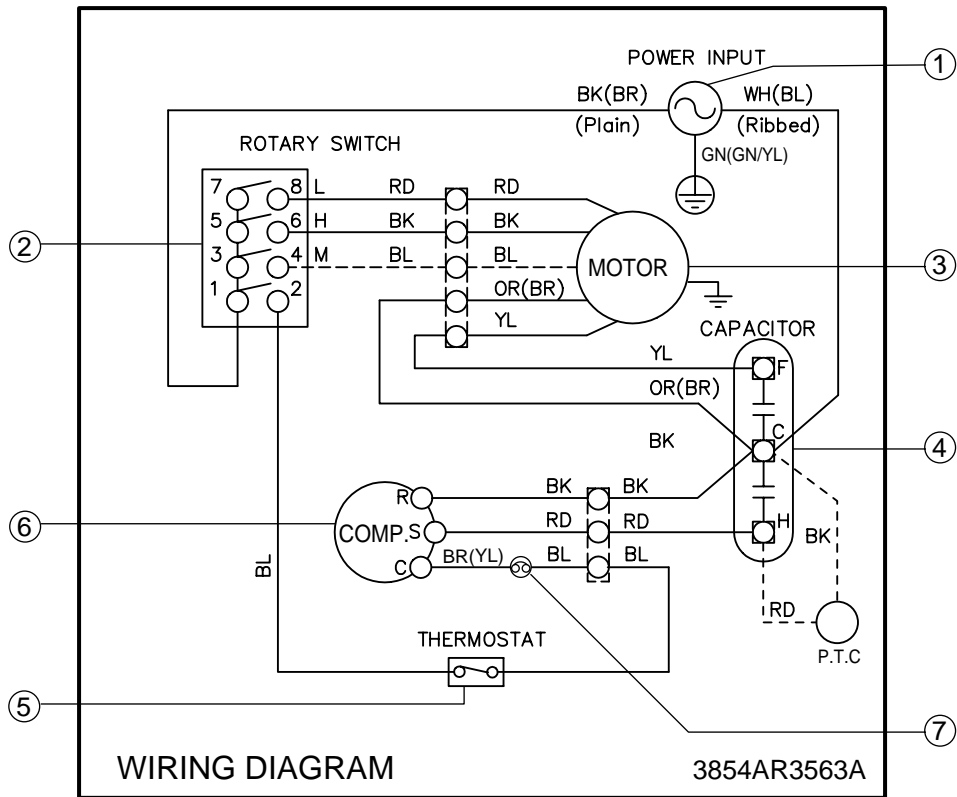 POWER INPUT
1
BK(BR)
WH(BL)
(Plain)
(Ribbed)
ROTARY SWITCH
GN(GN/YL)
7
8
L
RD
RD
5
6
H
BK
BK
2
3
4
M
BL
BL
MOTOR
3
1
2
OR(BR)
YL
CAPACITOR
YL
F
OR(BR)
C
BK
4
R
BK
BK
6
COMP.
S
RD
RD
H
BK
C
BR(YL)
BL
BL
BL
RD
THERMOSTAT
P.T.C
5
7
WIRING DIAGRAM
3854AR3563A